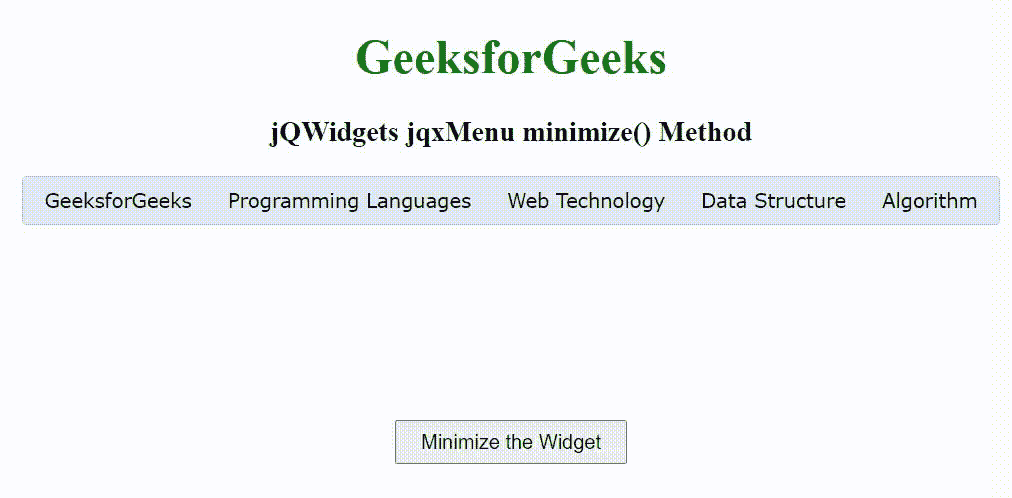 GeeksforGeeks
jQWidgets jqxMenu minimize() Method
GeeksforGeeks Programming Languages Web Technology Data Structure Algorithm
Minimize the Widget